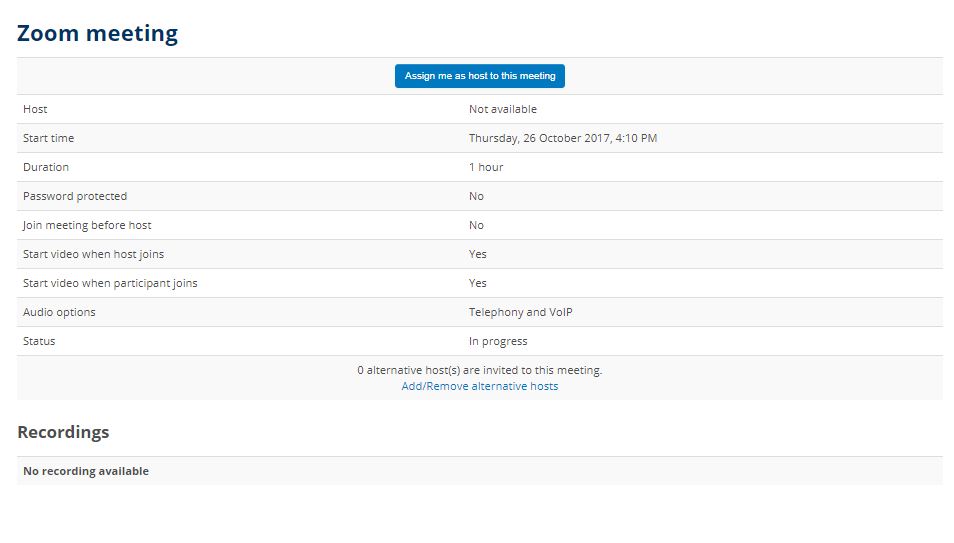 Zoom meeting
Assign me as host to this meeting
Host Not available
Start time Thursday, 26 October 2017, 4:10 PM
Duration 1 hour
Password protected No
Join meeting before host No
Start video when host joins Yes
Start video when participant joins Yes
Audio options Telephony and VoIP
Status In progress
0 alternative host(s) are invited to this meeting.
Add/Remove alternative hosts
Recordings
No recording available